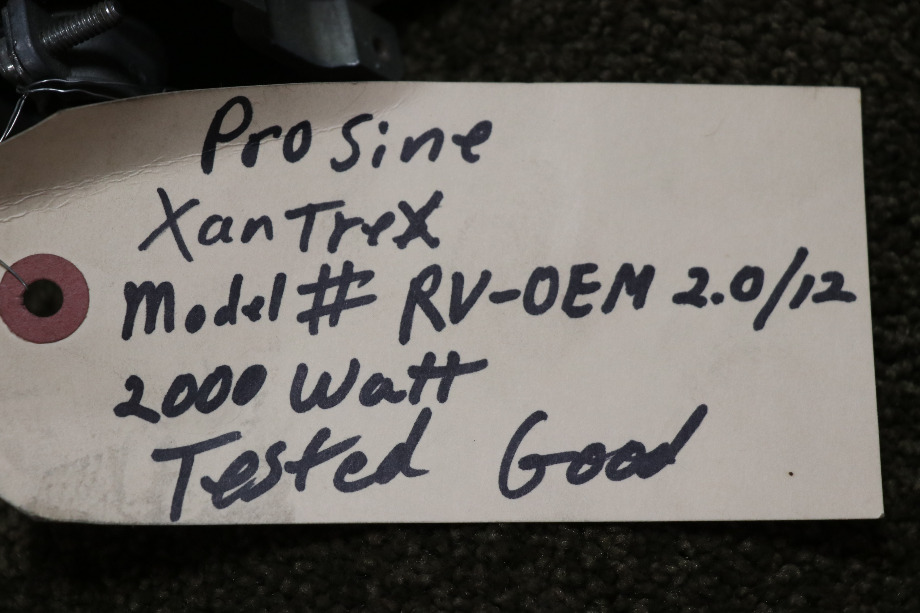 Pro Sine
XanTrex
Model # RV-OEM 2.0/12
2000 Watt
Tested Good